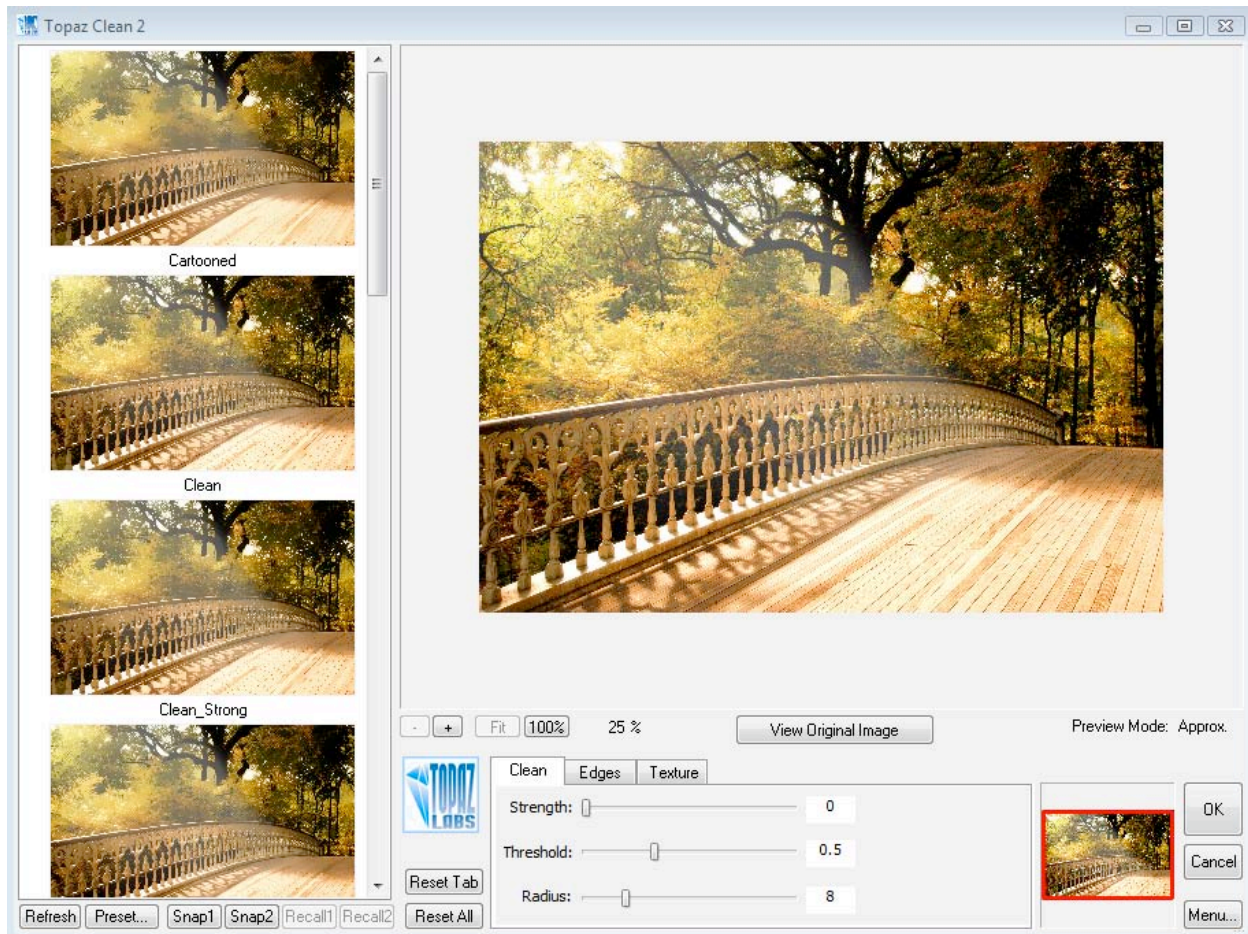 Topaz Clean 2
Cartooned
Clean
Clean_Strong
Refresh Preset... Snap1 Snap2 Recall1 Recall2
- + Fit 100% 25 % View Original Image Preview Mode: Approx.
TOPAZ
LABS
Reset Tab
Reset All
Clean Edges Texture
Strength: 0
Threshold: 0.5
Radius: 8
OK
Cancel
Menu...